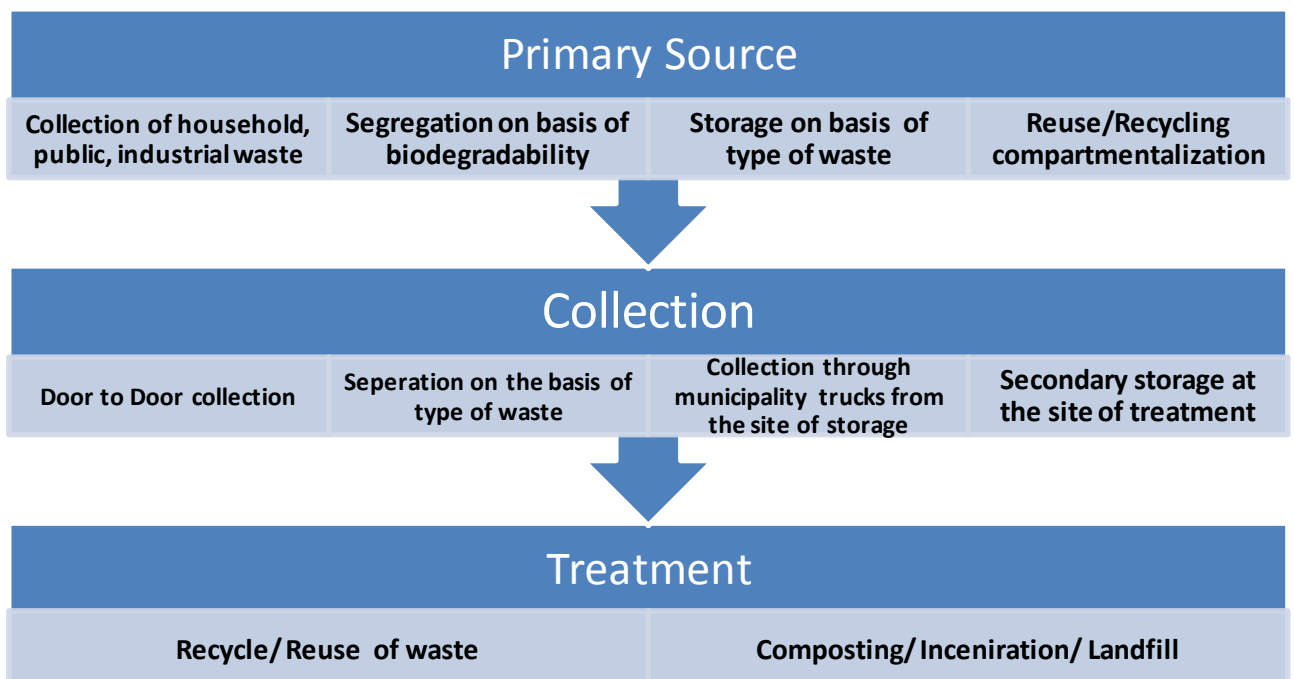 Primary Source
Collection of household,
public, industrial waste
Segregation on basis of
biodegradability
Storage on basis of
type of waste
Reuse/Recycling
compartmentalization
Collection
Door to Door collection
Seperation on the basis of
type of waste
Collection through
municipality trucks from
the site of storage
Secondary storage at
the site of treatment
Treatment
Recycle/ Reuse of waste
Composting/ Inceniration/ Landfill